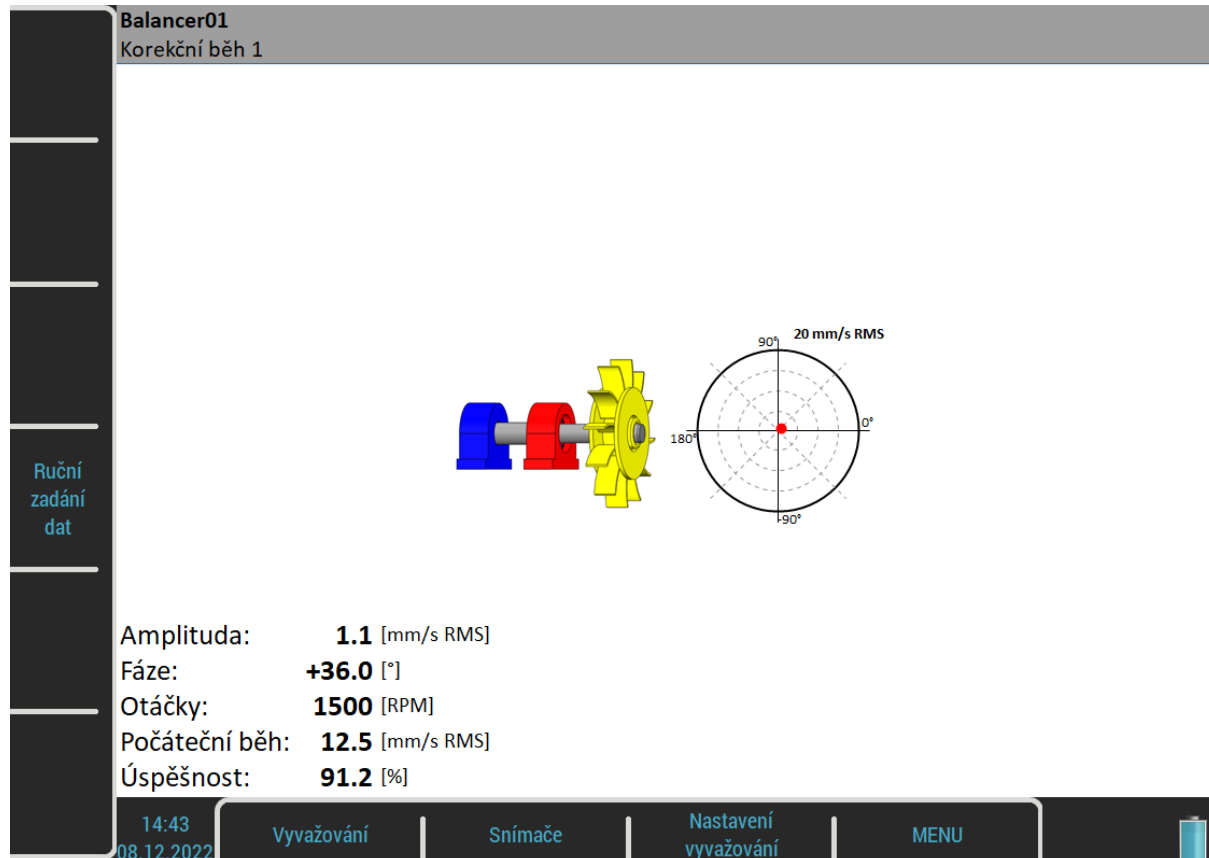 Balancer01
Korekční běh 1
20 mm/s RMS
90°
0°
180°
-90°
Ruční
zadání
dat
Amplituda: 1.1 [mm/s RMS]
Fáze: +36.0 [°]
Otáčky: 1500 [RPM]
Počáteční běh: 12.5 [mm/s RMS]
Úspěšnost: 91.2 [%]
14:43
08.12.2022
Vyvažování
Snímače
Nastavení
vyvažování
MENU